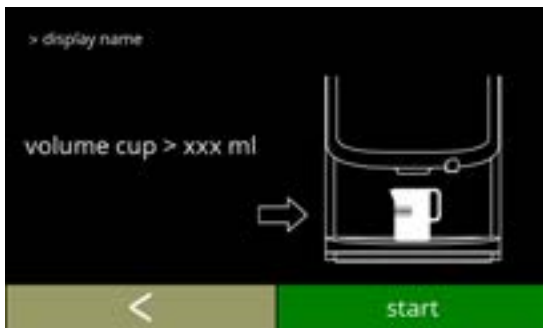 > display name
volume cup > xxx ml
<
start